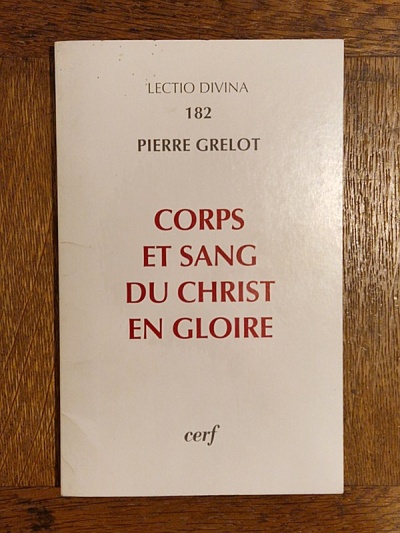 LECTIO DIVINA
182
PIERRE GRELOT
CORPS
ET SANG
DU CHRIST
EN GLOIRE
cerf